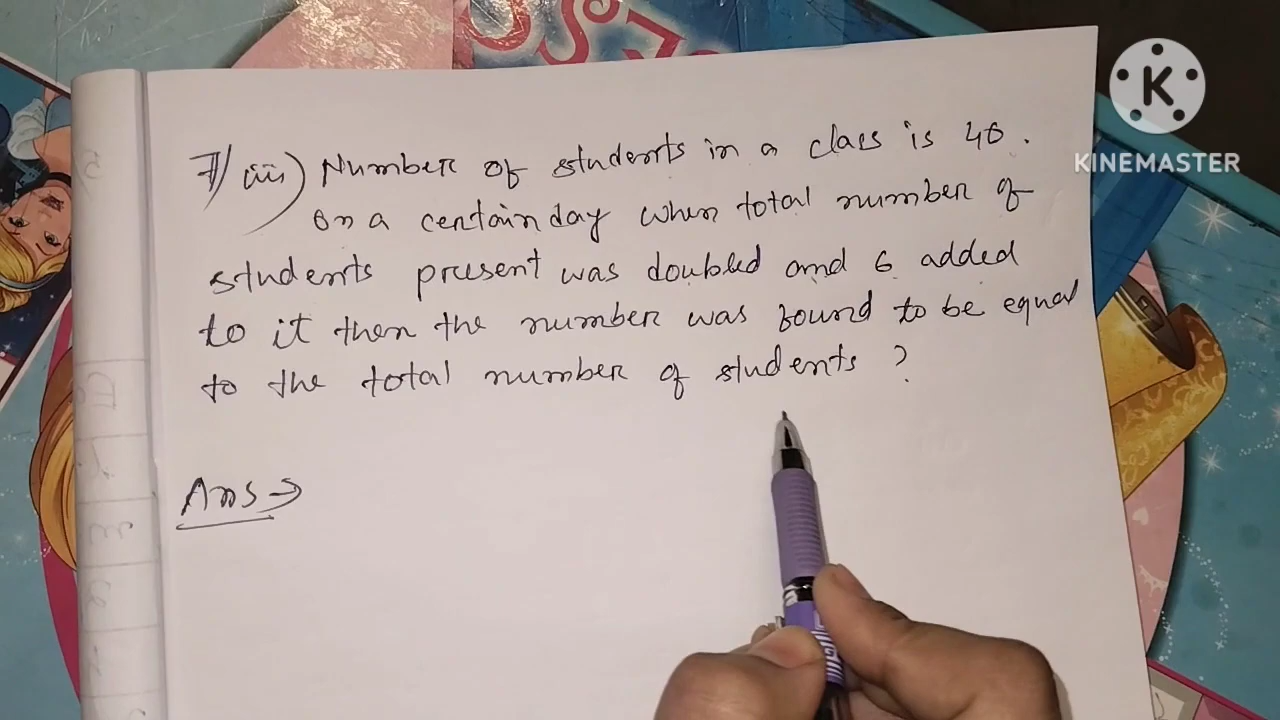 K
KINEMASTER
7) (iii) Number of students in a class is 40.
On a certain day when total number of
students present was doubled and 6 added
to it then the number was found to be equal
to the total number of students ?
Ans →